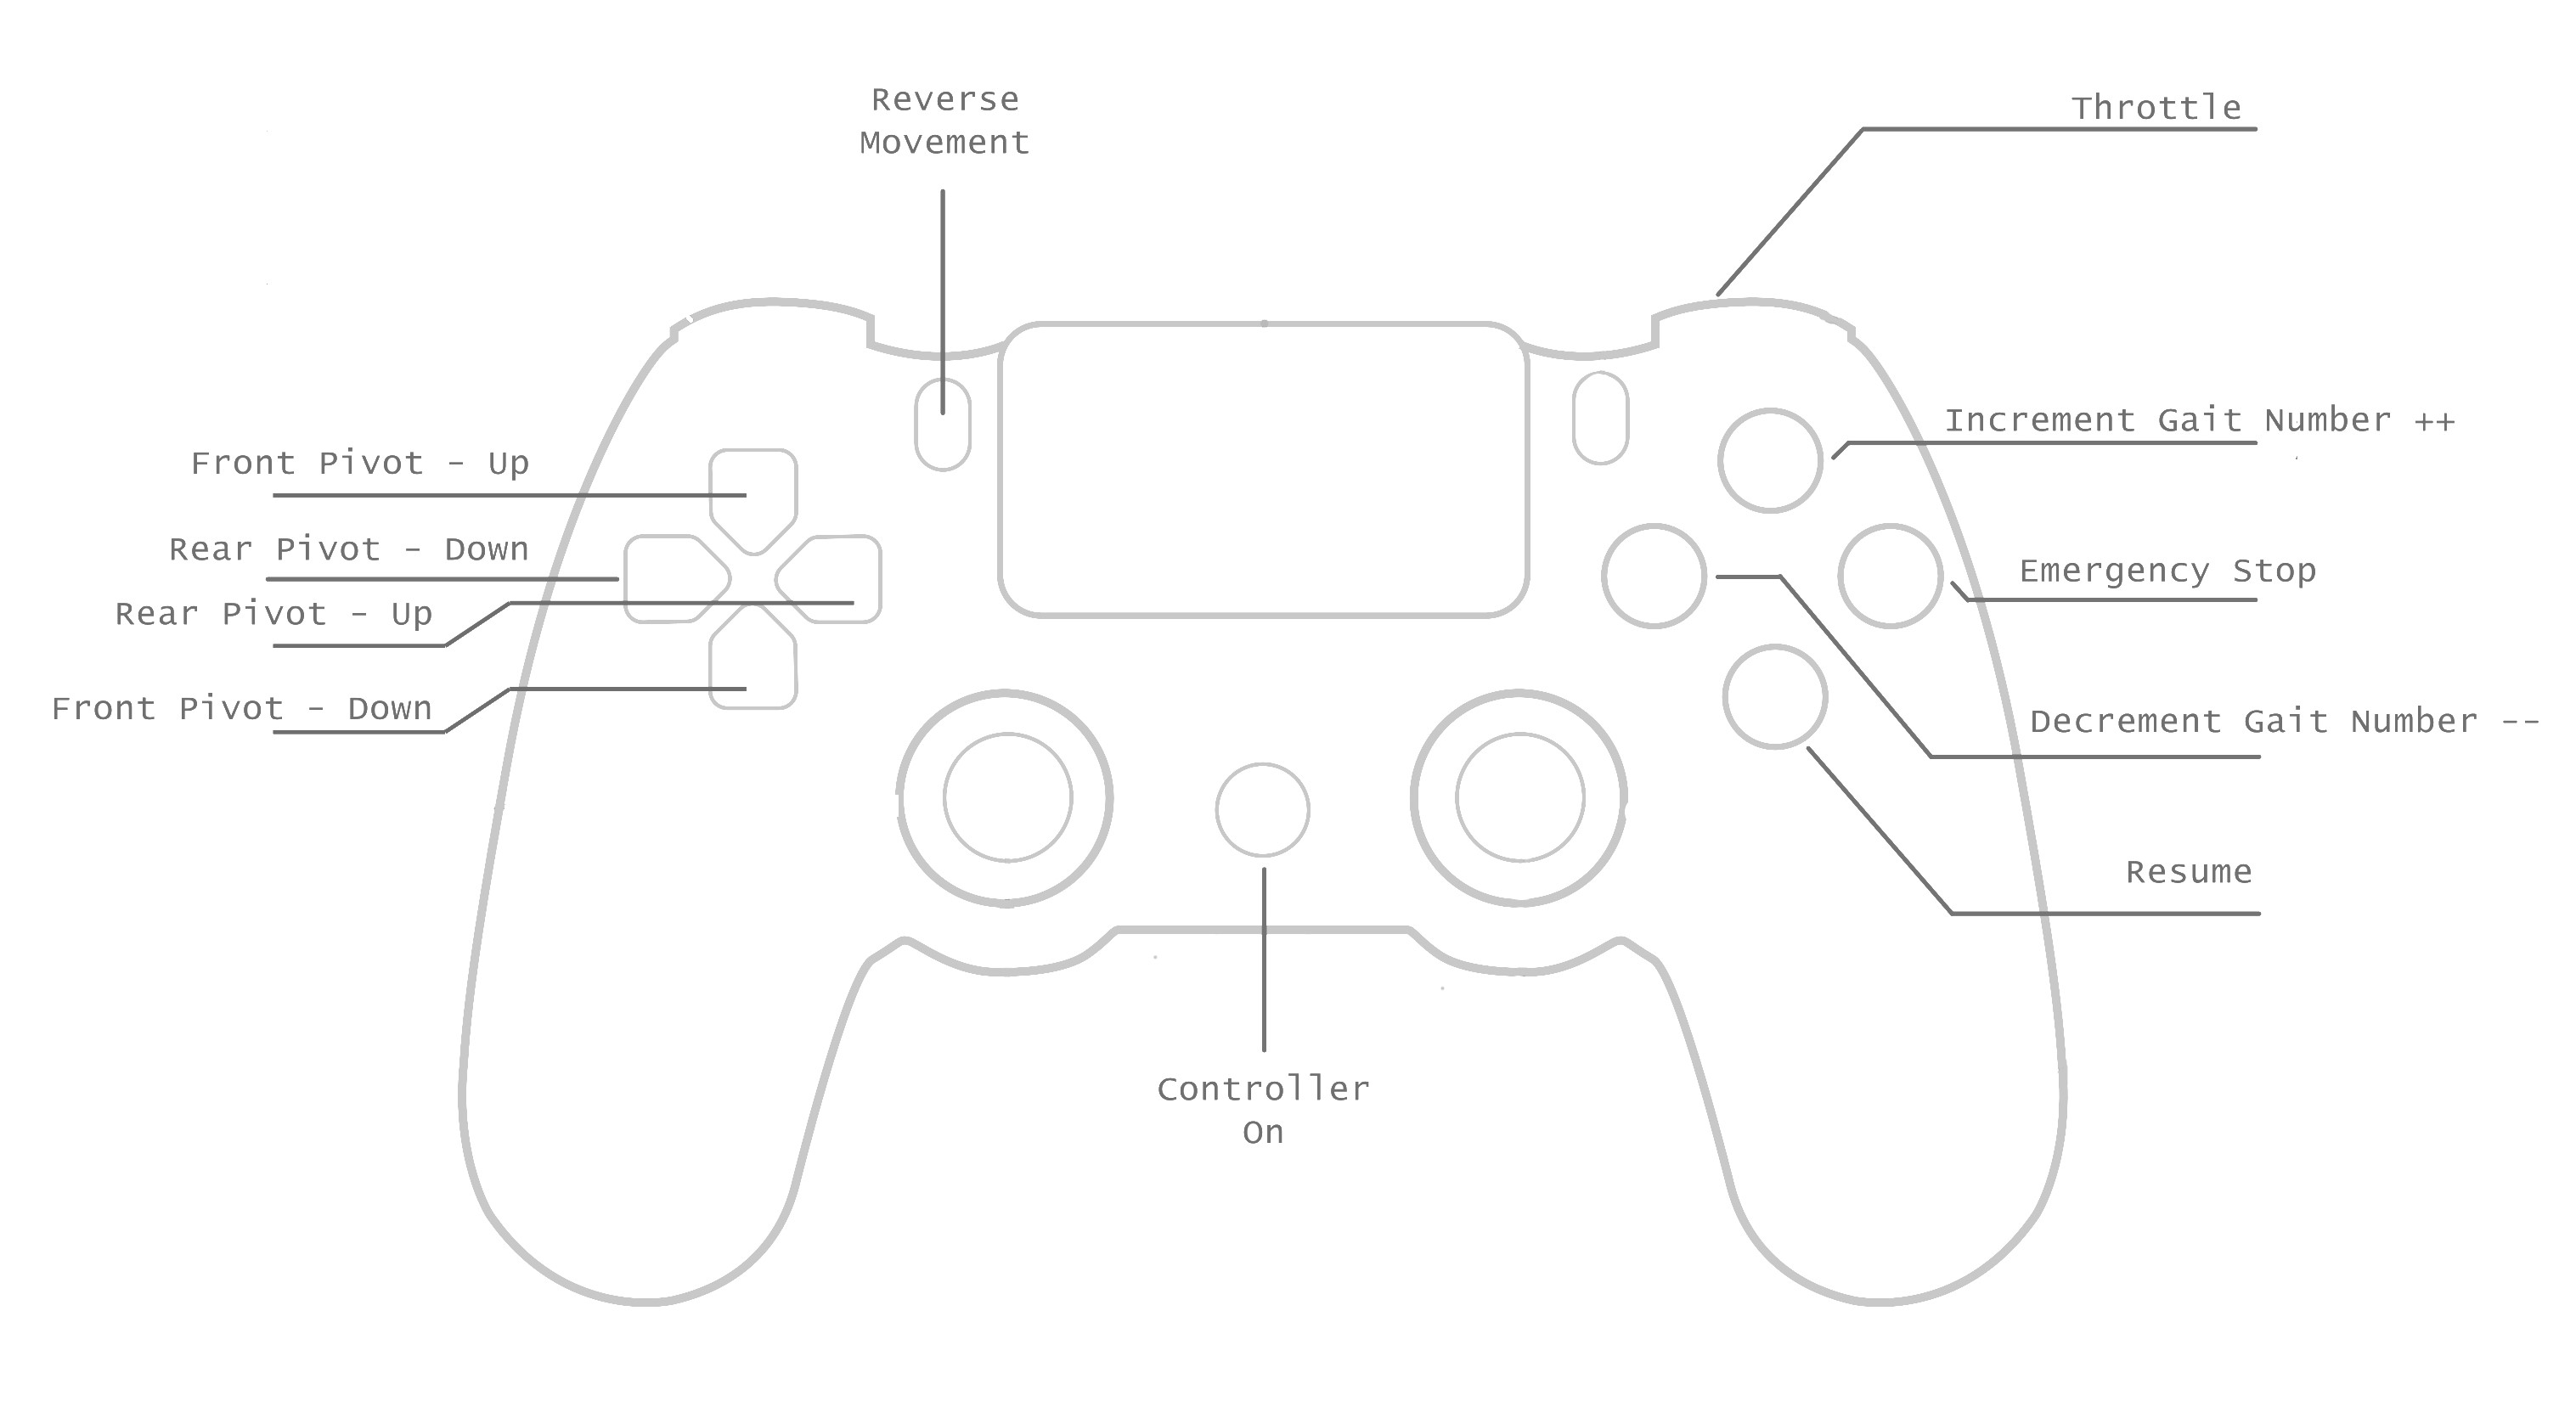 Reverse
Movement
Throttle
Increment Gait Number ++
Front Pivot - Up
Rear Pivot - Down
Emergency Stop
Rear Pivot - Up
Front Pivot - Down
Decrement Gait Number --
Resume
Controller
On